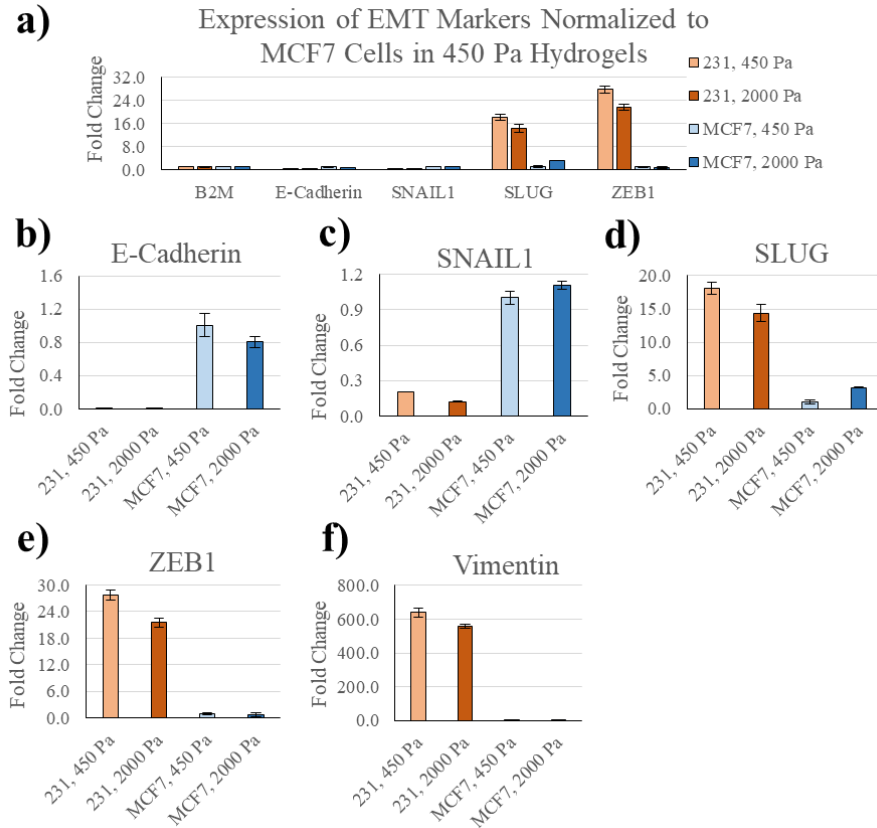 a)
Expression of EMT Markers Normalized to
MCF7 Cells in 450 Pa Hydrogels
Fold Change
32.0
24.0
16.0
8.0
0.0
B2M E-Cadherin SNAIL1 SLUG ZEB1
231, 450 Pa
231, 2000 Pa
MCF7, 450 Pa
MCF7, 2000 Pa
b)
E-Cadherin
Fold Change
1.6
1.2
0.8
0.4
0.0
231, 450 Pa
231, 2000 Pa
MCF7, 450 Pa
MCF7, 2000 Pa
c)
SNAIL1
Fold Change
1.2
0.9
0.6
0.3
0.0
231, 450 Pa
231, 2000 Pa
MCF7, 450 Pa
MCF7, 2000 Pa
d)
SLUG
Fold Change
20.0
15.0
10.0
5.0
0.0
231, 450 Pa
231, 2000 Pa
MCF7, 450 Pa
MCF7, 2000 Pa
e)
ZEB1
Fold Change
30.0
24.0
18.0
12.0
6.0
0.0
231, 450 Pa
231, 2000 Pa
MCF7, 450 Pa
MCF7, 2000 Pa
f)
Vimentin
Fold Change
800.0
600.0
400.0
200.0
0.0
231, 450 Pa
231, 2000 Pa
MCF7, 450 Pa
MCF7, 2000 Pa